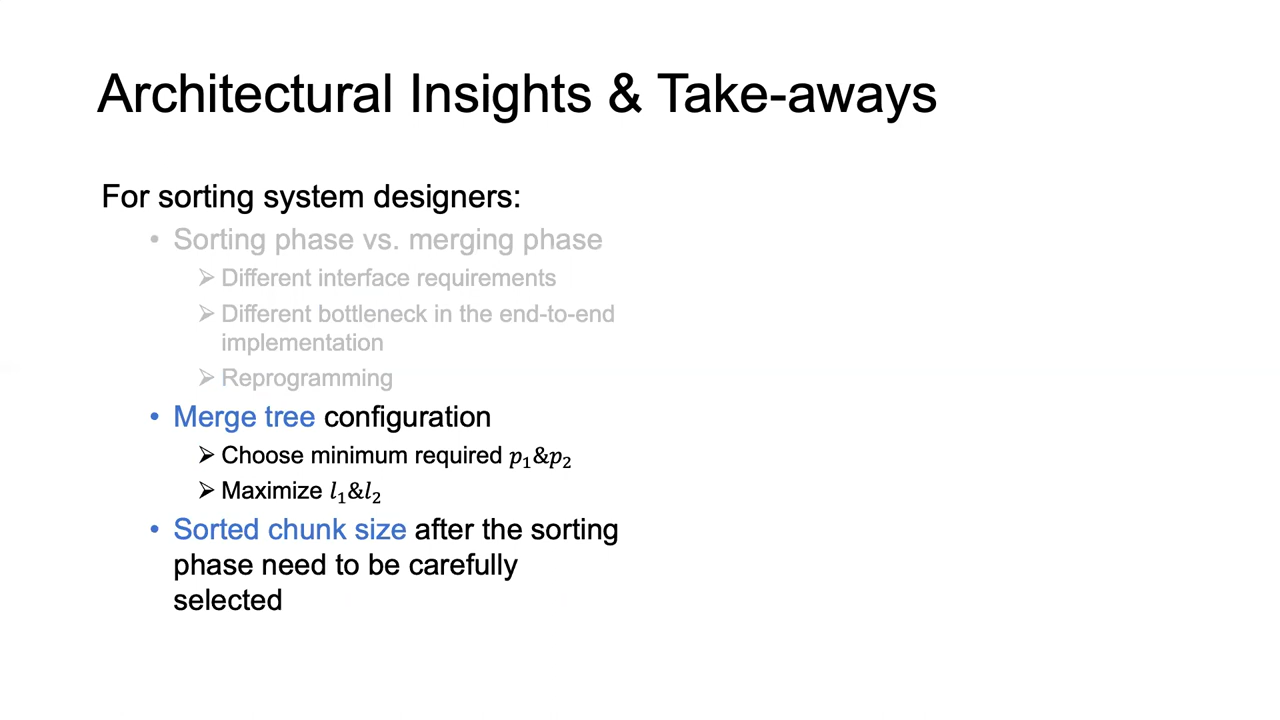 Architectural Insights & Take-aways
For sorting system designers:
• Sorting phase vs. merging phase
➢ Different interface requirements
➢ Different bottleneck in the end-to-end
implementation
➢ Reprogramming
• Merge tree configuration
➢ Choose minimum required p₁&p₂
➢ Maximize l₁&l₂
• Sorted chunk size after the sorting
phase need to be carefully
selected